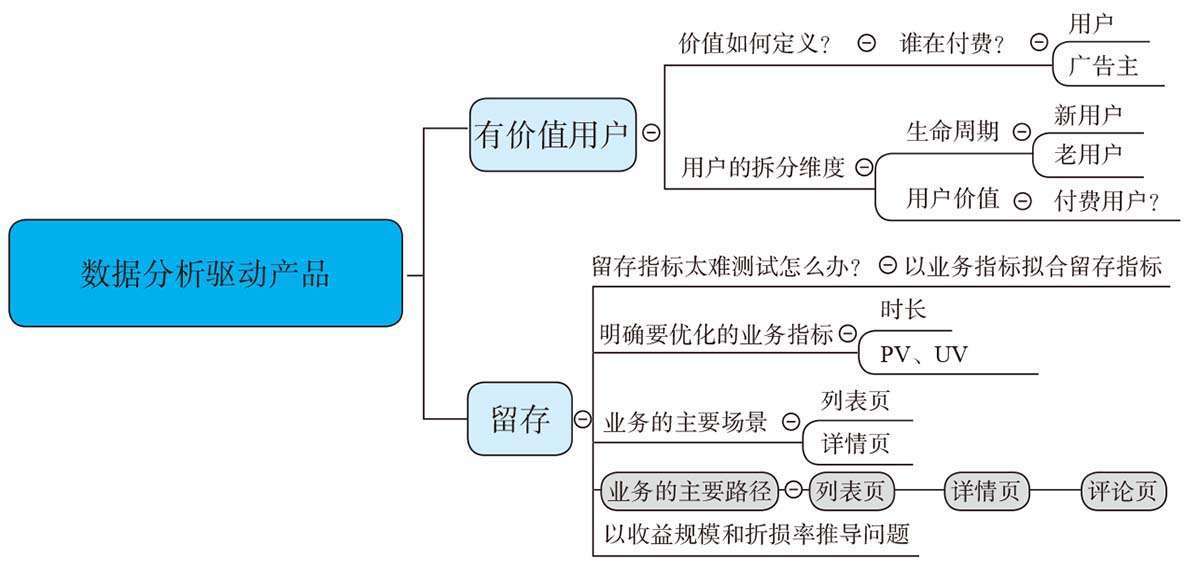 数据分析驱动产品
有价值用户
价值如何定义？
谁在付费？
用户
广告主
用户的拆分维度
生命周期
新用户
老用户
用户价值
付费用户？
留存
留存指标太难测试怎么办？
以业务指标拟合留存指标
明确要优化的业务指标
时长
PV、UV
业务的主要场景
列表页
详情页
业务的主要路径
列表页
详情页
评论页
以收益规模和折损率推导问题